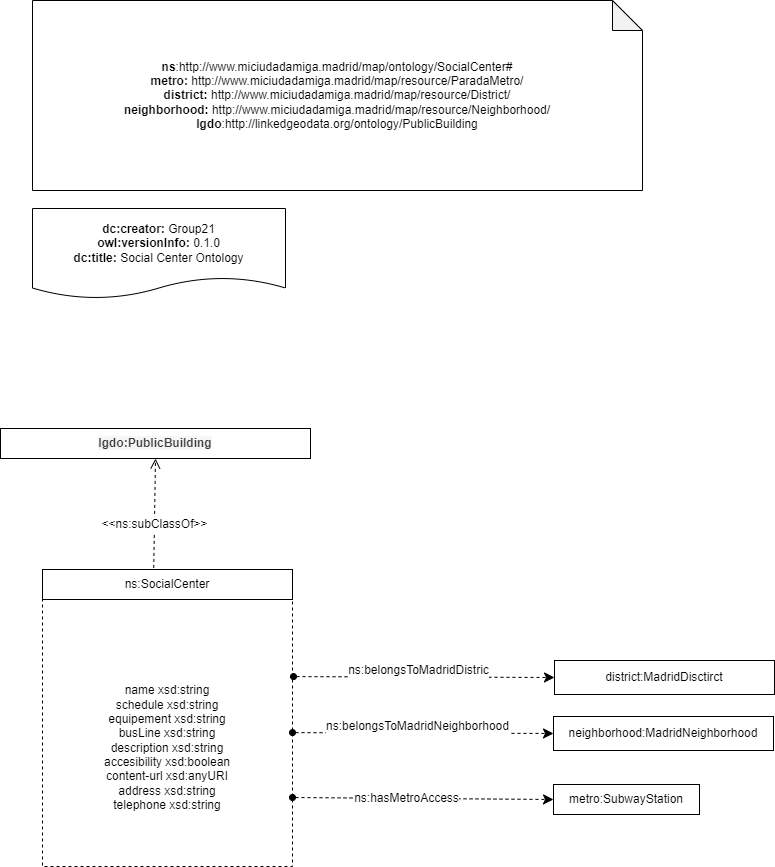 ns:http://www.miciudadamiga.madrid/map/ontology/SocialCenter#
metro: http://www.miciudadamiga.madrid/map/resource/ParadaMetro/
district: http://www.miciudadamiga.madrid/map/resource/District/
neighborhood: http://www.miciudadamiga.madrid/map/resource/Neighborhood/
lgdo:http://linkedgeodata.org/ontology/PublicBuilding
dc:creator: Group21
owl:versionInfo: 0.1.0
dc:title: Social Center Ontology
lgdo:PublicBuilding
<<ns:subClassOf>>
ns:SocialCenter
name xsd:string
schedule xsd:string
equipement xsd:string
busLine xsd:string
description xsd:string
accesibility xsd:boolean
content-url xsd:anyURI
address xsd:string
telephone xsd:string
ns:belongsToMadridDistric
district:MadridDisctirct
ns:belongsToMadridNeighborhood
neighborhood:MadridNeighborhood
ns:hasMetroAccess
metro:SubwayStation